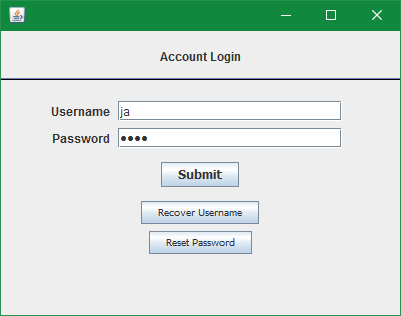 Account Login
Username ja
Password ••••
Submit
Recover Username
Reset Password